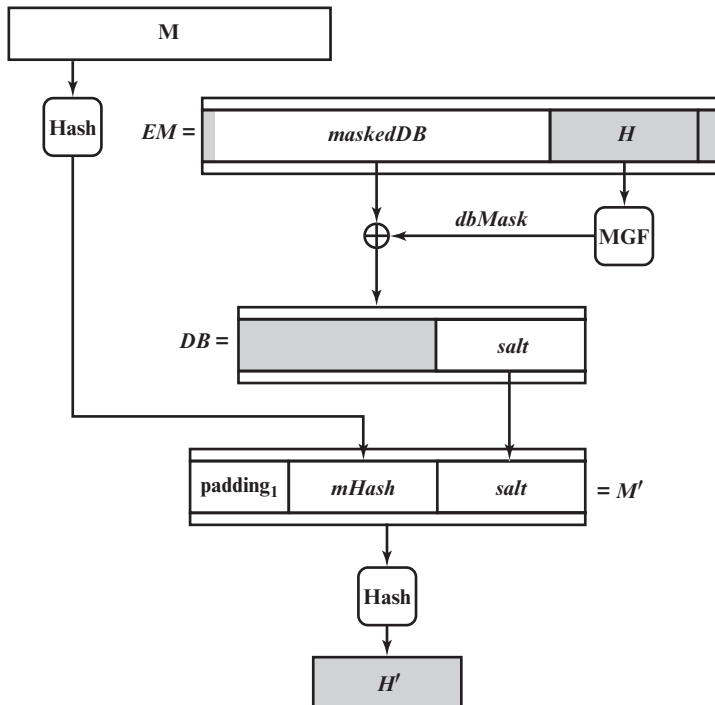 M
Hash
EM = maskedDB H
dbMask
MGF
DB = salt
padding₁ mHash salt = M′
Hash
H′